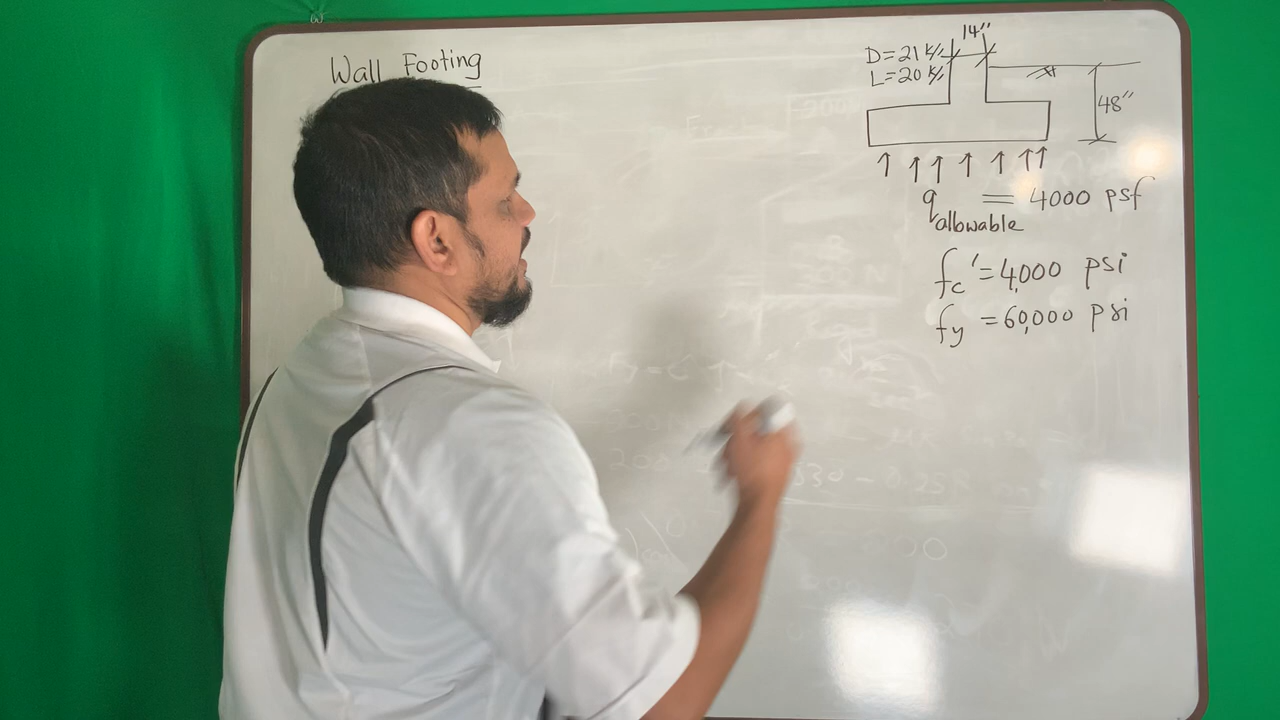 Wall Footing
14"
D=21 k/'
L=20 k/'
48"
q allowable = 4000 psf
fc'=4,000 psi
fy =60,000 psi